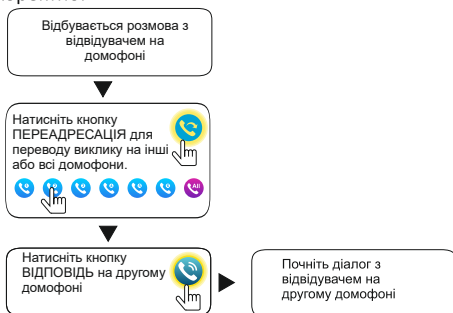 Відбувається розмова з
відвідувачем на
домофоні
Натисніть кнопку
ПЕРЕАДРЕСАЦІЯ для
переводу виклику на інші
або всі домофони.
All
Натисніть кнопку
ВІДПОВІДЬ на другому
домофоні
Почніть діалог з
відвідувачем на
другому домофоні